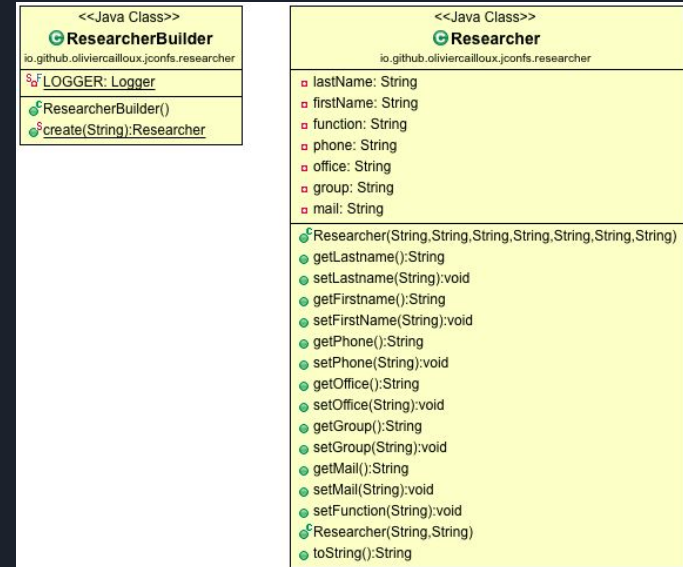 <<Java Class>>
ResearcherBuilder
io.github.oliviercailloux.jconfs.researcher
LOGGER: Logger
ResearcherBuilder()
create(String):Researcher
<<Java Class>>
Researcher
io.github.oliviercailloux.jconfs.researcher
lastName: String
firstName: String
function: String
phone: String
office: String
group: String
mail: String
Researcher(String,String,String,String,String,String,String)
getLastname():String
setLastname(String):void
getFirstname():String
setFirstName(String):void
getPhone():String
setPhone(String):void
getOffice():String
setOffice(String):void
getGroup():String
setGroup(String):void
getMail():String
setMail(String):void
setFunction(String):void
Researcher(String,String)
toString():String